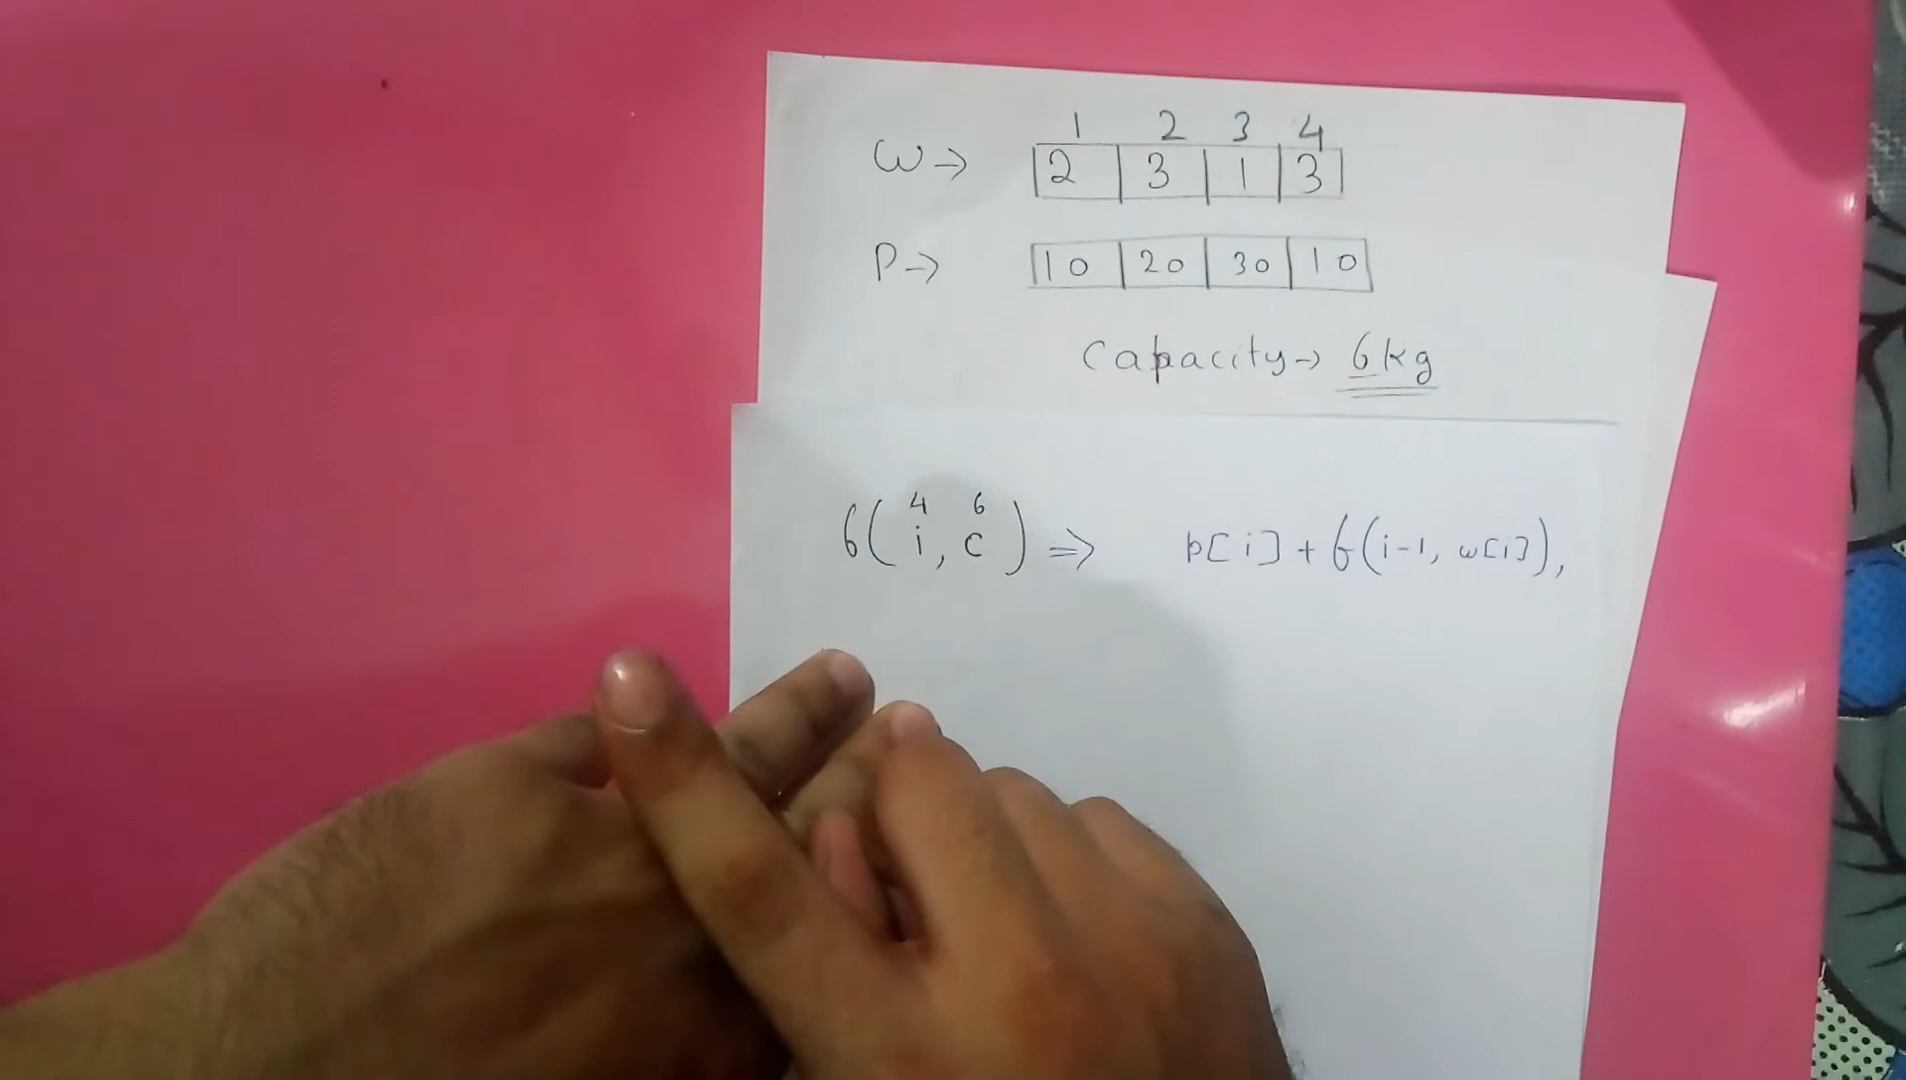 1 2 3 4
W→ 2 3 1 3
P→ 10 20 30 10
Capacity→ 6kg
4 6
f(i, c) ⇒ p[i] + f(i-1, w[i]),